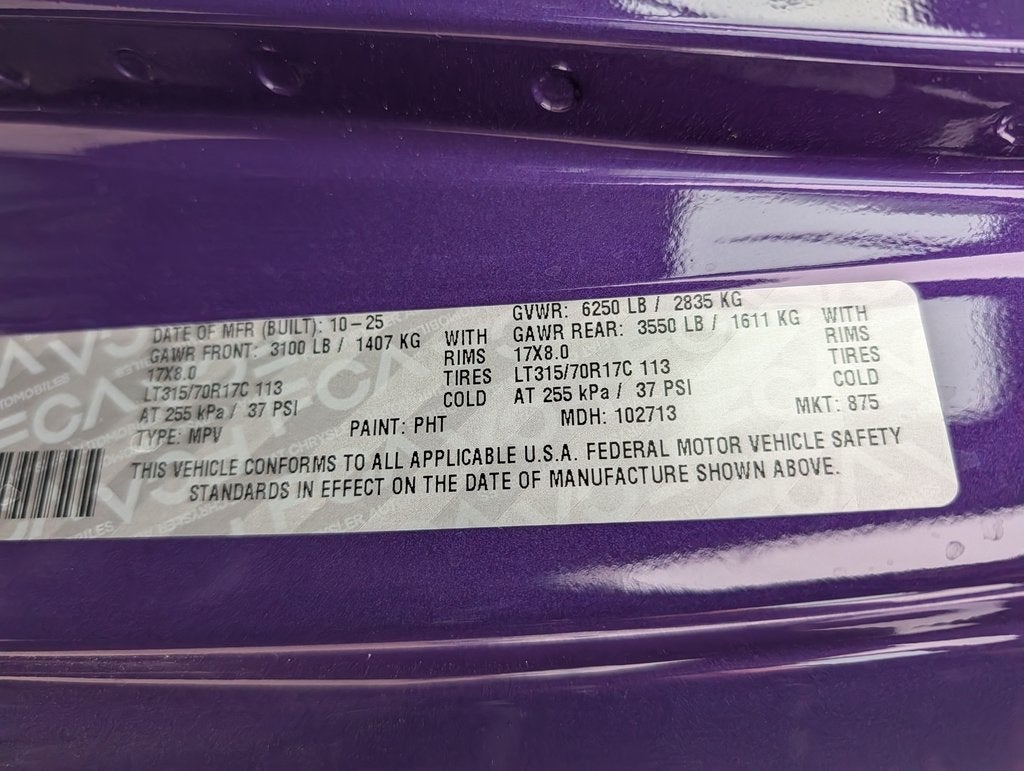 DATE OF MFR (BUILT): 10-25 GVWR: 6250 LB / 2835 KG
GAWR FRONT: 3100 LB / 1407 KG WITH GAWR REAR: 3550 LB / 1611 KG WITH
17X8.0 RIMS 17X8.0 RIMS
LT315/70R17C 113 TIRES LT315/70R17C 113 TIRES
AT 255 kPa / 37 PSI COLD AT 255 kPa / 37 PSI COLD
TYPE: MPV PAINT: PHT MDH: 102713 MKT: 875
THIS VEHICLE CONFORMS TO ALL APPLICABLE U.S.A. FEDERAL MOTOR VEHICLE SAFETY
STANDARDS IN EFFECT ON THE DATE OF MANUFACTURE SHOWN ABOVE.